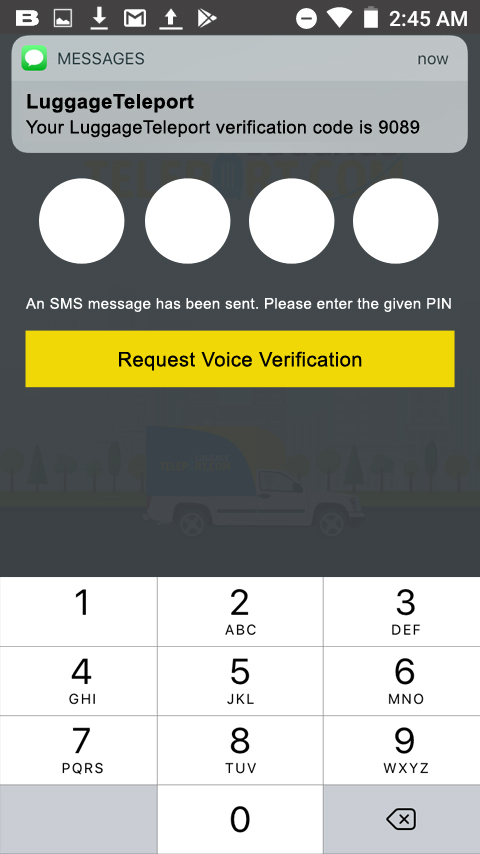 2:45 AM
MESSAGES now
LuggageTeleport
Your LuggageTeleport verification code is 9089
TELEPORT.COM
An SMS message has been sent. Please enter the given PIN
Request Voice Verification
1 2 3
ABC DEF
4 5 6
GHI JKL MNO
7 8 9
PQRS TUV WXYZ
0